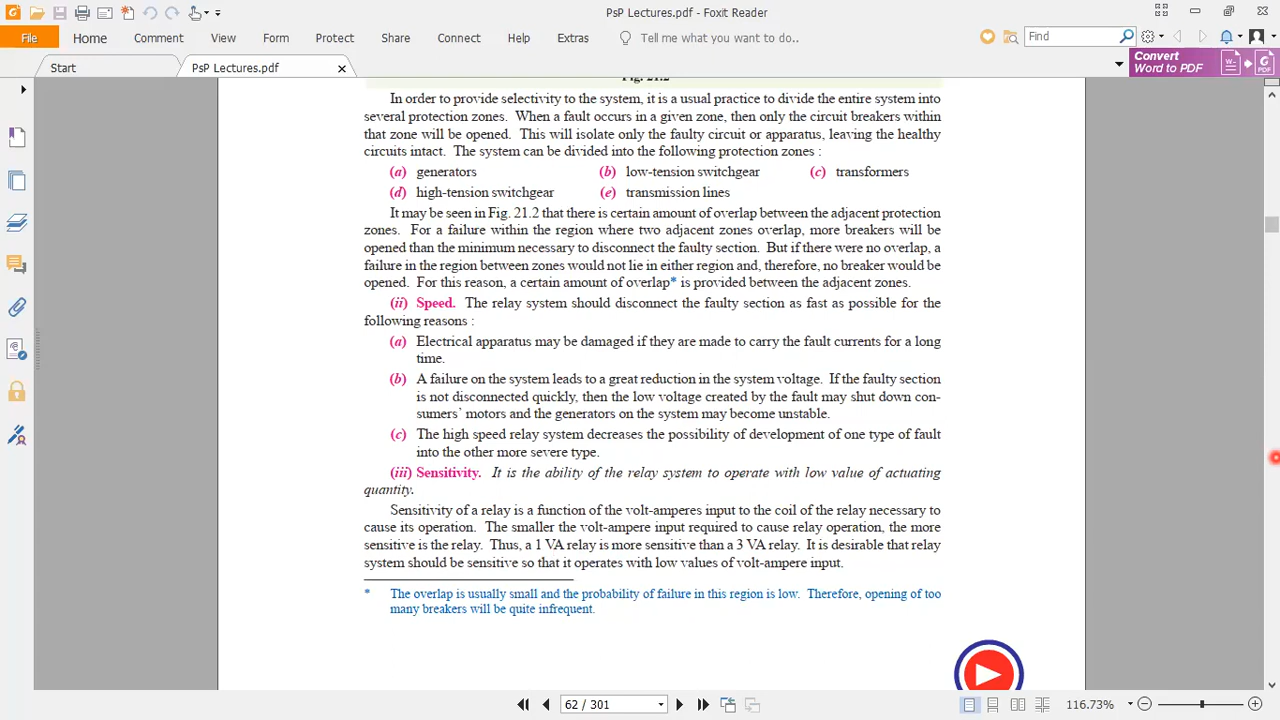 PsP Lectures.pdf - Foxit Reader
File Home Comment View Form Protect Share Connect Help Extras Tell me what you want to do.. Find
Start PsP Lectures.pdf
Convert
Word to PDF
Fig. 21.2
In order to provide selectivity to the system, it is a usual practice to divide the entire system into
several protection zones. When a fault occurs in a given zone, then only the circuit breakers within
that zone will be opened. This will isolate only the faulty circuit or apparatus, leaving the healthy
circuits intact. The system can be divided into the following protection zones :
(a) generators (b) low-tension switchgear (c) transformers
(d) high-tension switchgear (e) transmission lines
It may be seen in Fig. 21.2 that there is certain amount of overlap between the adjacent protection
zones. For a failure within the region where two adjacent zones overlap, more breakers will be
opened than the minimum necessary to disconnect the faulty section. But if there were no overlap, a
failure in the region between zones would not lie in either region and, therefore, no breaker would be
opened. For this reason, a certain amount of overlap* is provided between the adjacent zones.
(ii) Speed. The relay system should disconnect the faulty section as fast as possible for the
following reasons :
(a) Electrical apparatus may be damaged if they are made to carry the fault currents for a long
time.
(b) A failure on the system leads to a great reduction in the system voltage. If the faulty section
is not disconnected quickly, then the low voltage created by the fault may shut down con-
sumers' motors and the generators on the system may become unstable.
(c) The high speed relay system decreases the possibility of development of one type of fault
into the other more severe type.
(iii) Sensitivity. It is the ability of the relay system to operate with low value of actuating
quantity.
Sensitivity of a relay is a function of the volt-amperes input to the coil of the relay necessary to
cause its operation. The smaller the volt-ampere input required to cause relay operation, the more
sensitive is the relay. Thus, a 1 VA relay is more sensitive than a 3 VA relay. It is desirable that relay
system should be sensitive so that it operates with low values of volt-ampere input.
* The overlap is usually small and the probability of failure in this region is low. Therefore, opening of too
many breakers will be quite infrequent.
62 / 301 116.73%